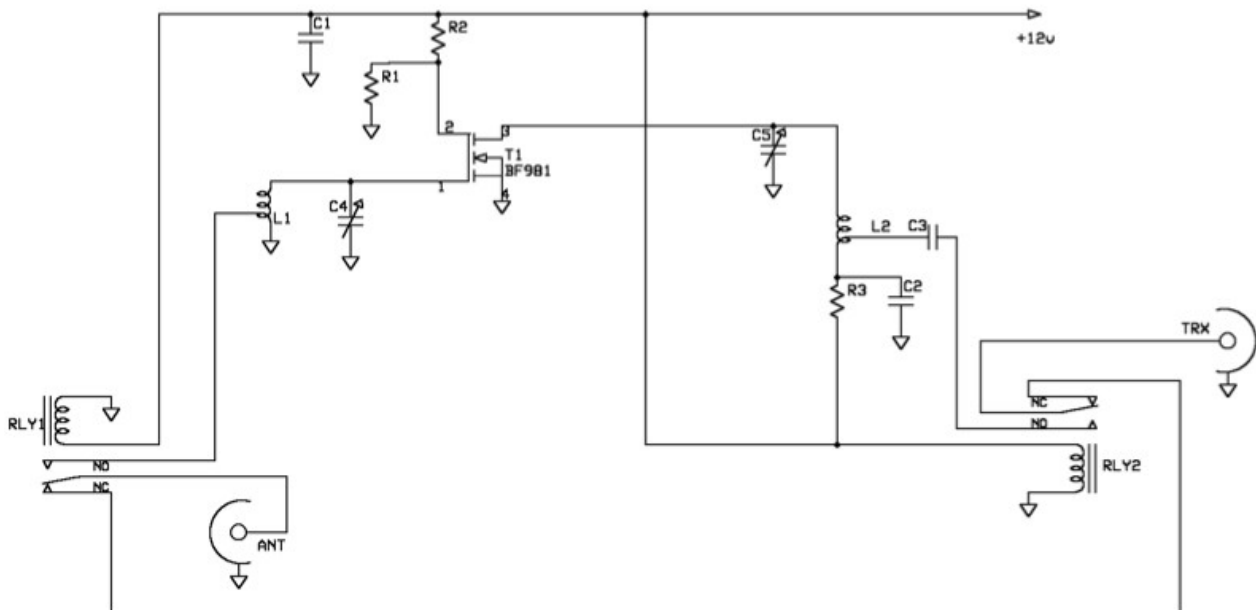 C1
R2
+12v
R1
2
3
C5
T1
BF981
1
4
C4
L1
L2
C3
R3
C2
TRX
NC
NO
RLY1
RLY2
NO
NC
ANT